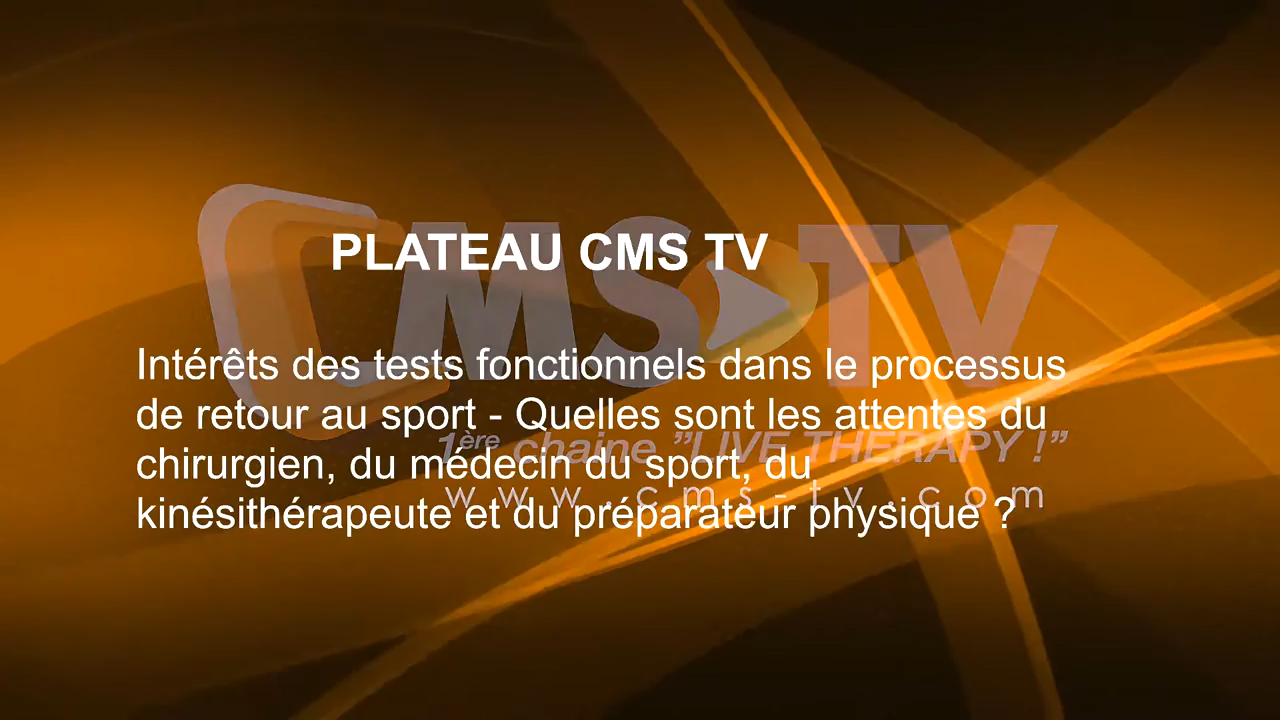 PLATEAU CMS TV
CMS TV
Intérêts des tests fonctionnels dans le processus
de retour au sport - Quelles sont les attentes du
chirurgien, du médecin du sport, du
kinésithérapeute et du préparateur physique ?
1ère chaine "LIVE THERAPY !"
www.cms-tv.com